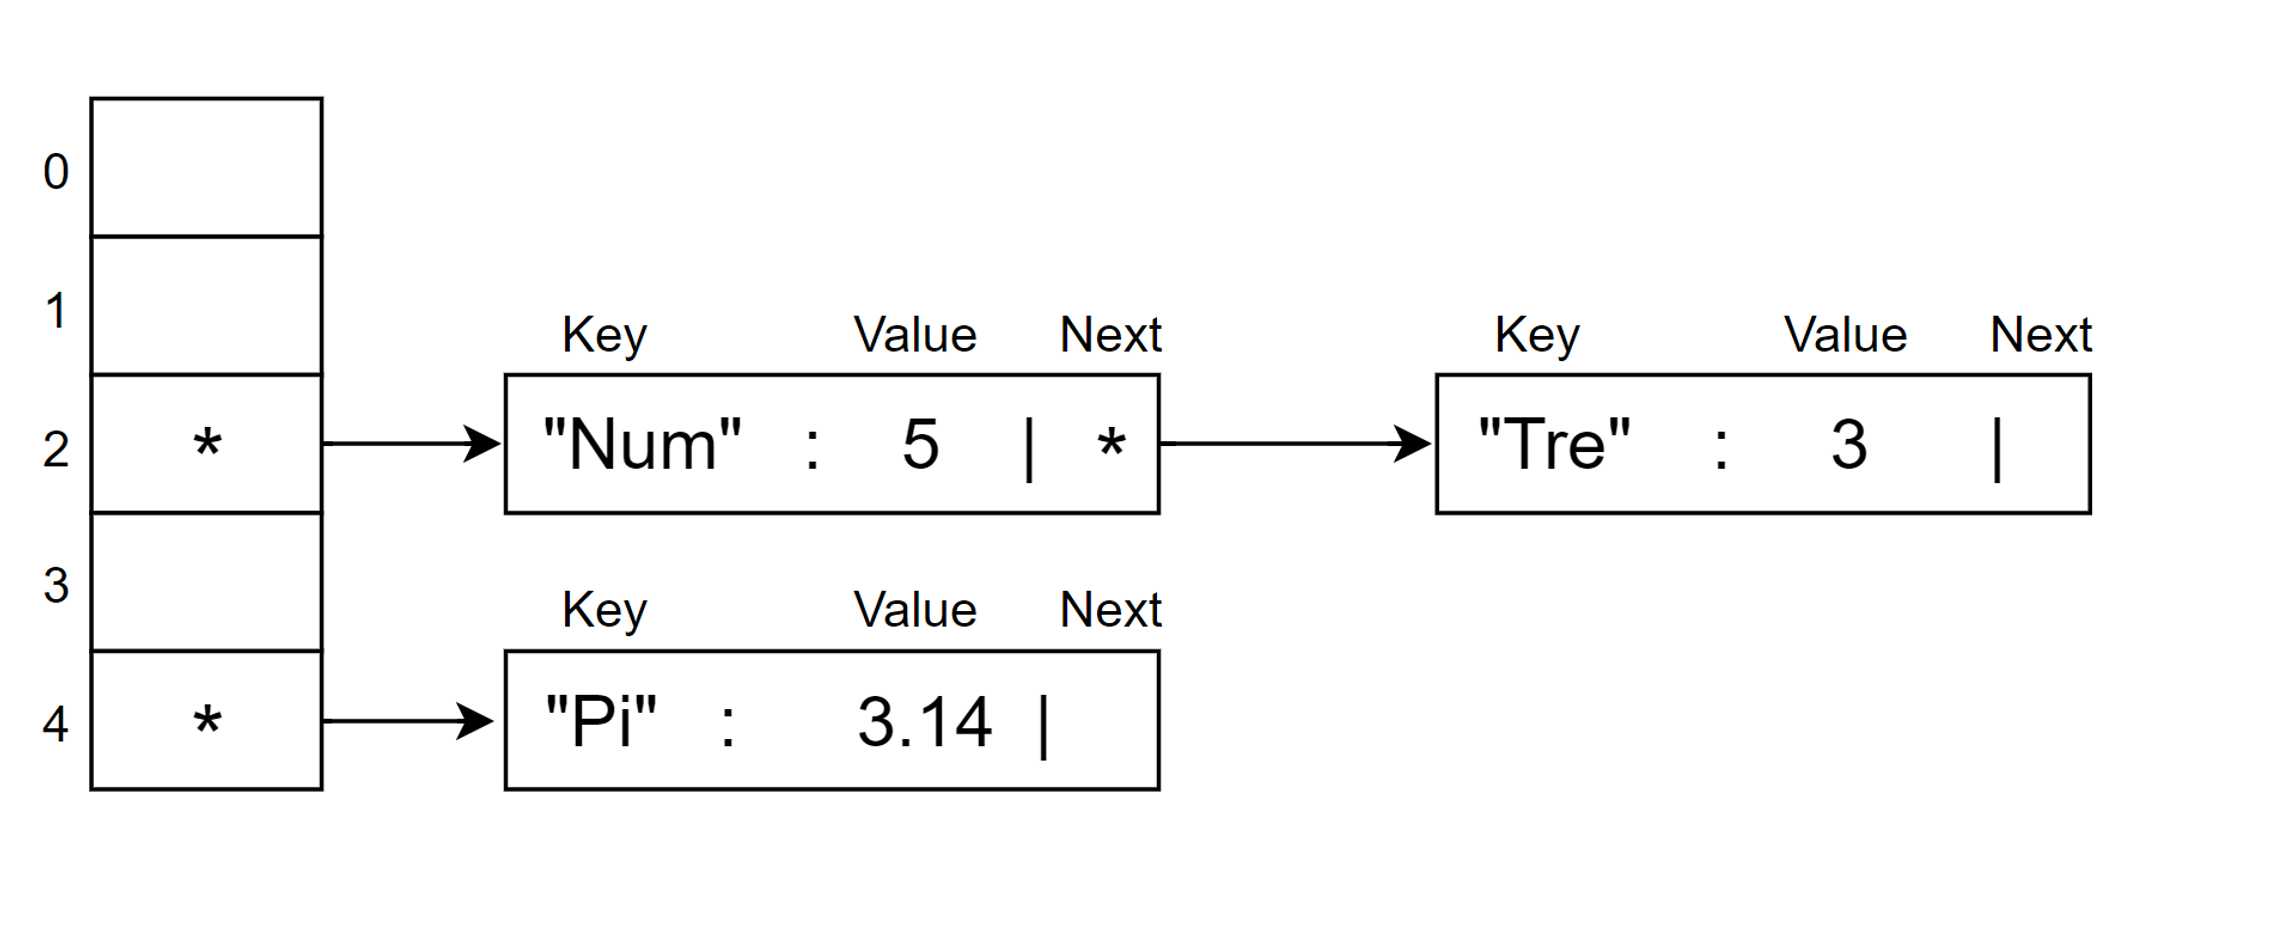 0
1
Key Value Next Key Value Next
2 * "Num" : 5 | * "Tre" : 3 |
3
Key Value Next
4 * "Pi" : 3.14 |